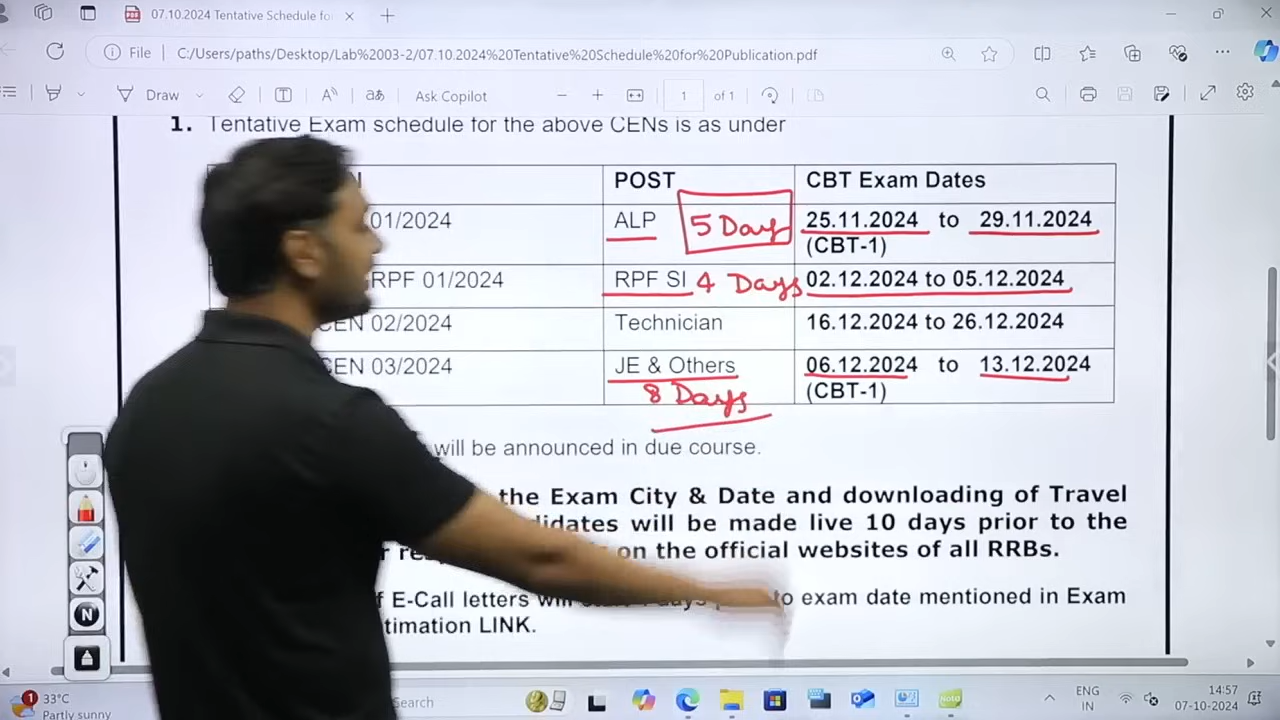 07.10.2024 Tentative Schedule fo
File
C:/Users/paths/Desktop/Lab%2003-2/07.10.2024%20Tentative%20Schedule%20for%20Publication.pdf
Draw
Ask Copilot
1
of 1
1. Tentative Exam schedule for the above CENs is as under
POST
CBT Exam Dates
01/2024
ALP
5 Days
25.11.2024 to 29.11.2024
(CBT-1)
RPF 01/2024
RPF SI
4 Days
02.12.2024 to 05.12.2024
CEN 02/2024
Technician
16.12.2024 to 26.12.2024
CEN 03/2024
JE & Others
8 Days
06.12.2024 to 13.12.2024
(CBT-1)
will be announced in due course.
the Exam City & Date and downloading of Travel
will be made live 10 days prior to the
on the official websites of all RRBs.
E-Call letters to exam date mentioned in Exam
LINK.
N
1
33°C
Partly sunny
Search
ENG
IN
14:57
07-10-2024